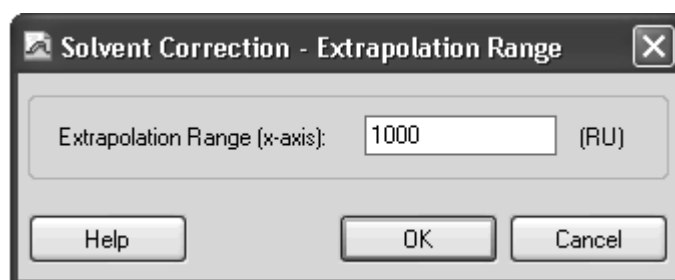 Solvent Correction - Extrapolation Range
Extrapolation Range (x-axis): 1000 (RU)
Help OK Cancel